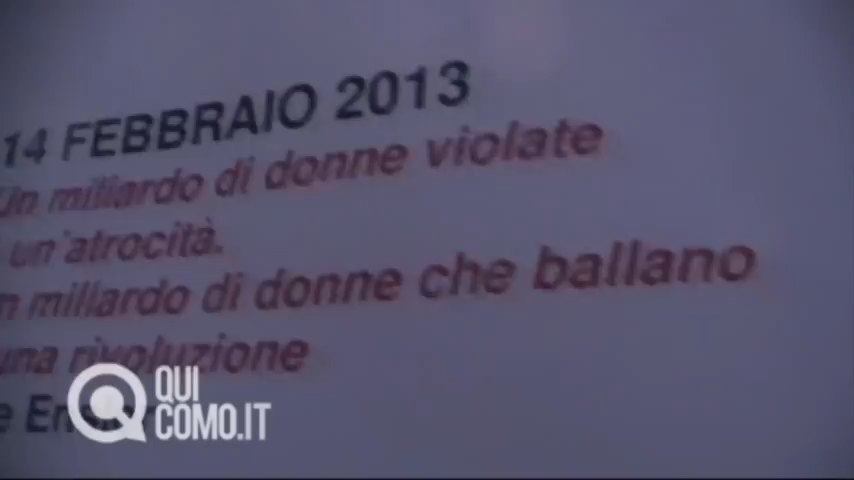 14 FEBBRAIO 2013
Un miliardo di donne violate
un'atrocità.
n miliardo di donne che ballano
una rivoluzione
e
QUI
COMO.IT